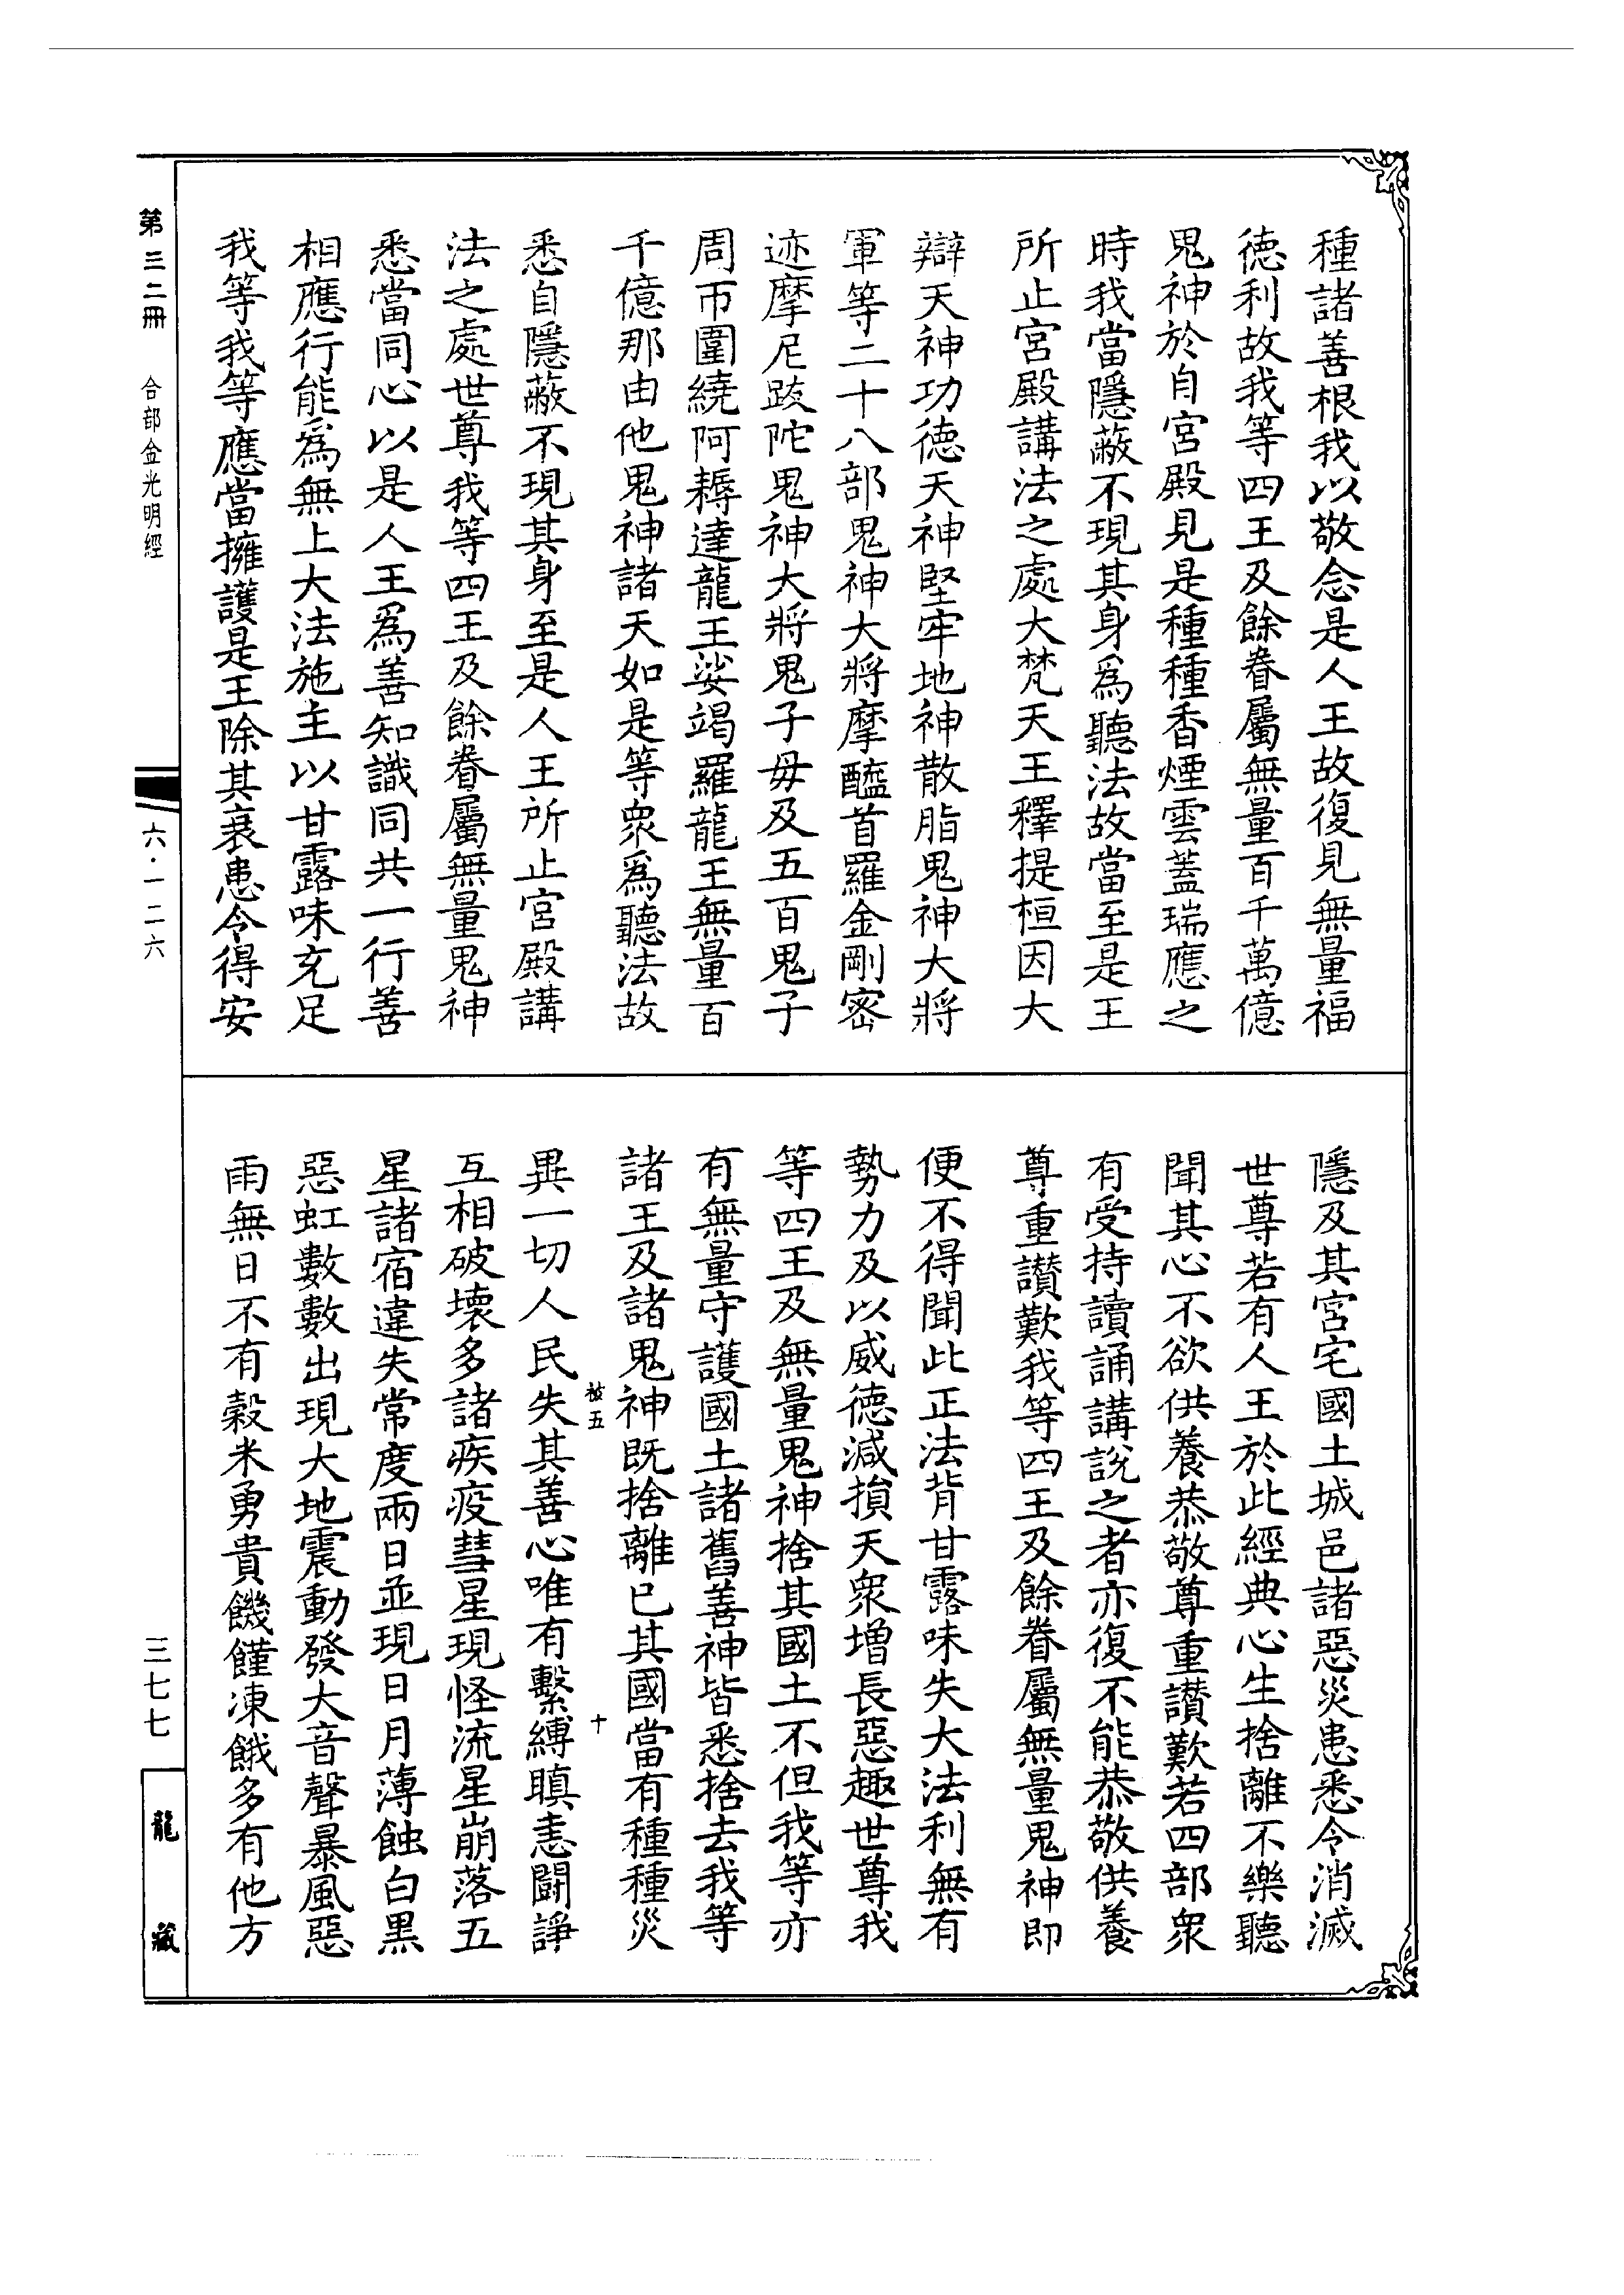 種諸善根我以敬念是人王故復見無量福
德利故我等四王及餘眷屬無量百千萬億
鬼神於自宮殿見是種種香煙雲蓋瑞應之
時我當隱蔽不現其身爲聽法故當至是王
所止宮殿講法之處大梵天王釋提桓因大
辯天神功德天神堅牢地神散脂鬼神大將
軍等二十八部鬼神大將摩醯首羅金剛密
迹摩尼跋陀鬼神大將鬼子母及五百鬼子
周帀圍繞阿耨達龍王娑竭羅龍王無量百
千億那由他鬼神諸天如是等衆爲聽法故
悉自隱蔽不現其身至是人王所止宮殿講
法之處世尊我等四王及餘眷屬無量鬼神
悉當同心以是人王爲善知識同共一行善
相應行能爲無上大法施主以甘露味充足
我等我等應當擁護是王除其衰患令得安
隱及其宮宅國土城邑諸惡災患悉令消滅
世尊若有人王於此經典心生捨離不樂聽
聞其心不欲供養恭敬尊重讃歎若四部衆
有受持讀誦講說之者亦復不能恭敬供養
尊重讃歎我等四王及餘眷屬無量鬼神即
便不得聞此正法背甘露味失大法利無有
勢力及以威德減損天衆增長惡趣世尊我
等四王及無量鬼神捨其國土不但我等亦
有無量守護國土諸舊善神皆悉捨去我等
諸王及諸鬼神既捨離已其國當有種種災
異一切人民失其善心唯有繫縛瞋恚鬪諍
互相破壞多諸疾疫彗星現怪流星崩落五
星諸宿違失常度兩日並現日月薄蝕白黑
惡虹數數出現大地震動發大音聲暴風惡
雨無日不有穀米勇貴饑饉凍餓多有他方
五
十
第三二冊
合部金光明經
六·一二六
三七七
龍藏